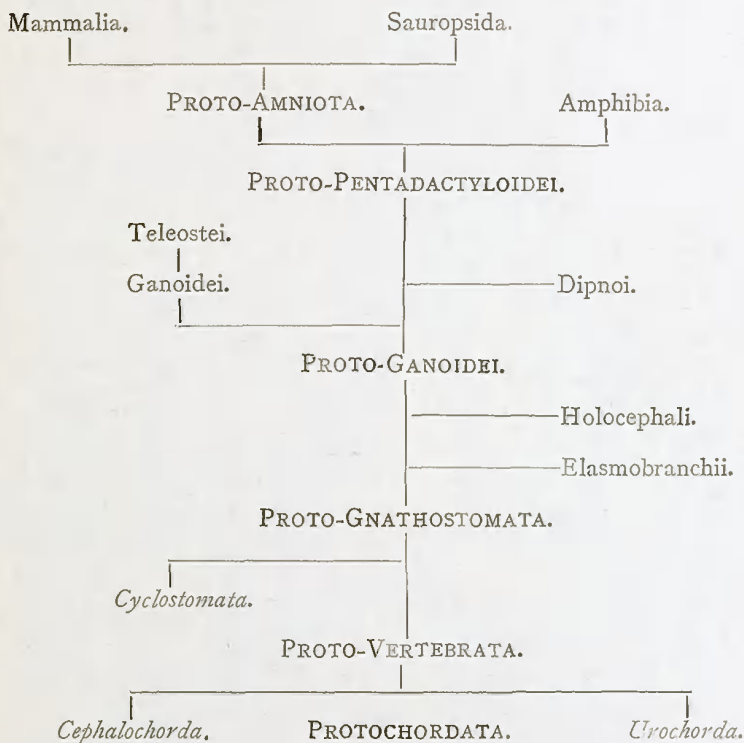 Mammalia. Sauropsida.
PROTO-AMNIOTA. Amphibia.
PROTO-PENTADACTYLOIDEI.
Teleostei.
Ganoidei. Dipnoi.
PROTO-GANOIDEI.
Holocephali.
Elasmobranchii.
PROTO-GNATHOSTOMATA.
Cyclostomata.
PROTO-VERTEBRATA.
Cephalochorda. PROTOCHORDATA. Urochorda.